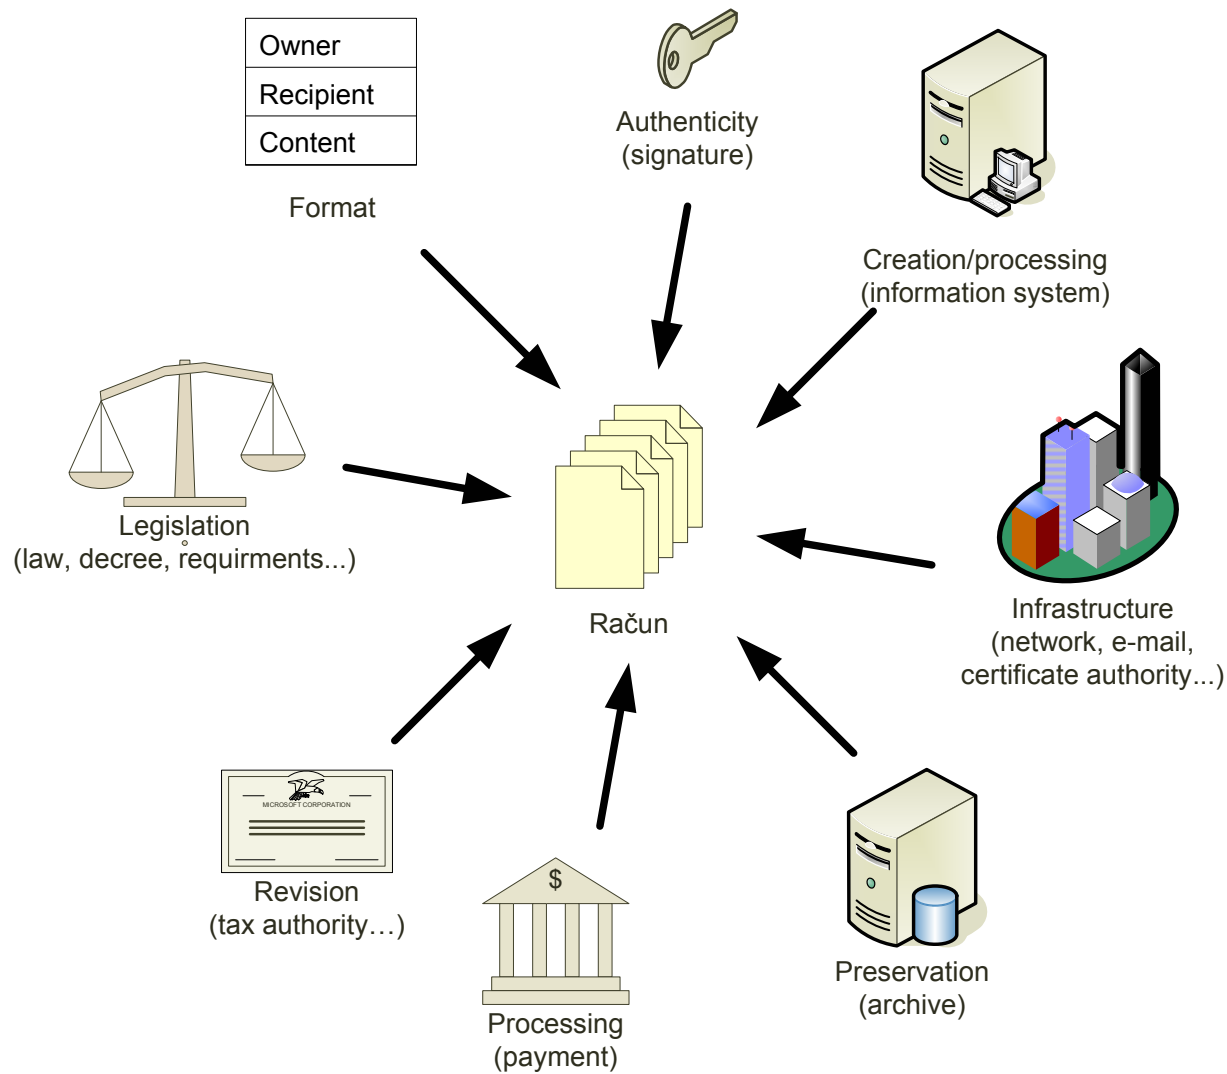 Owner
Recipient
Content
Format
Authenticity
(signature)
Creation/processing
(information system)
Legislation
(law, decree, requirments...)
Račun
Infrastructure
(network, e-mail,
certificate authority...)
MICROSOFT CORPORATION
Revision
(tax authority…)
$
Processing
(payment)
Preservation
(archive)